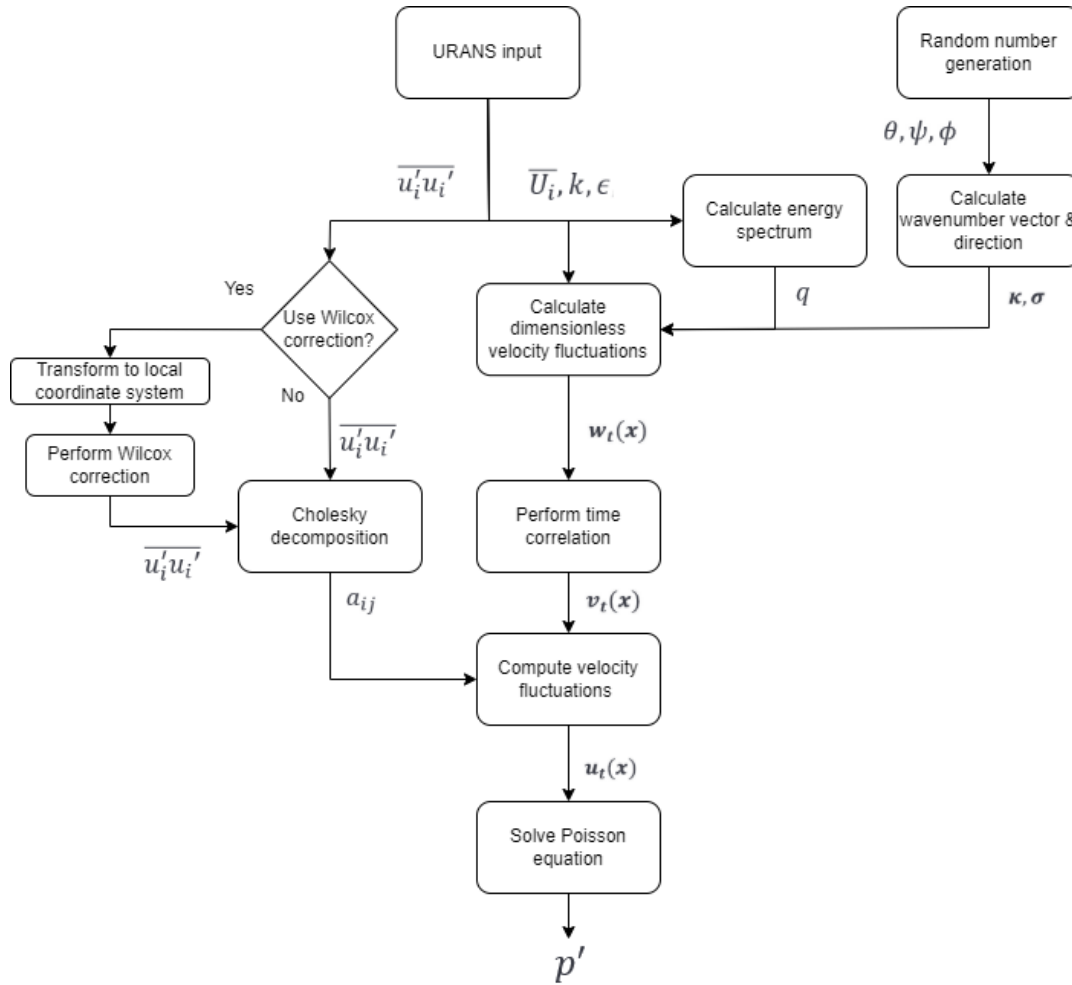 URANS input
Random number
generation
θ, ψ, ϕ
$\overline{u_i' u_i'}$
$\overline{U_i}, k, \epsilon$
Calculate energy
spectrum
Calculate
wavenumber vector &
direction
q
κ, σ
Yes
Use Wilcox
correction?
No
Calculate
dimensionless
velocity fluctuations
Transform to local
coordinate system
Perform Wilcox
correction
$\overline{u_i' u_i'}$
$w_t(x)$
$\overline{u_i' u_i'}$
Cholesky
decomposition
Perform time
correlation
$a_{ij}$
$v_t(x)$
Compute velocity
fluctuations
$u_t(x)$
Solve Poisson
equation
p′